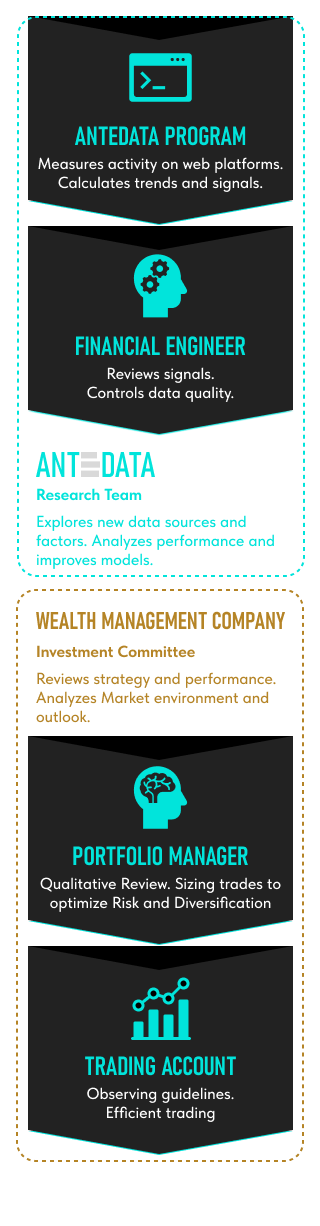 ANTEDATA PROGRAM
Measures activity on web platforms.
Calculates trends and signals.
FINANCIAL ENGINEER
Reviews signals.
Controls data quality.
ANTEDATA
Research Team
Explores new data sources and
factors. Analyzes performance and
improves models.
WEALTH MANAGEMENT COMPANY
Investment Committee
Reviews strategy and performance.
Analyzes Market environment and
outlook.
PORTFOLIO MANAGER
Qualitative Review. Sizing trades to
optimize Risk and Diversification
TRADING ACCOUNT
Observing guidelines.
Efficient trading